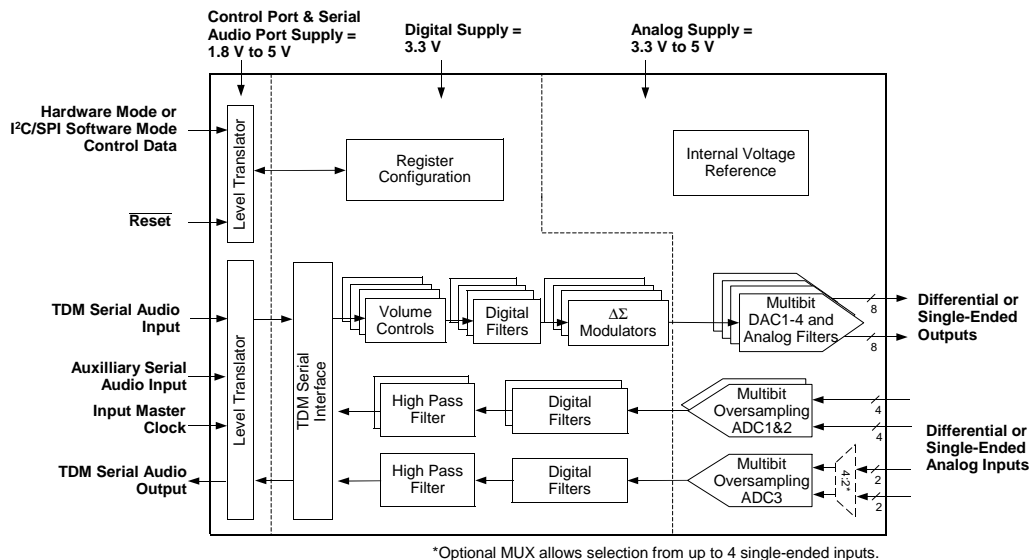 Control Port & Serial
Audio Port Supply =
1.8 V to 5 V
Digital Supply =
3.3 V
Analog Supply =
3.3 V to 5 V
Hardware Mode or
I²C/SPI Software Mode
Control Data
Reset
Level Translator
Register
Configuration
Internal Voltage
Reference
TDM Serial Audio
Input
Auxilliary Serial
Audio Input
Input Master
Clock
TDM Serial Audio
Output
Level Translator
TDM Serial
Interface
Volume
Controls
Digital
Filters
ΔΣ
Modulators
Multibit
DAC1-4 and
Analog Filters
8
8
Differential or
Single-Ended
Outputs
High Pass
Filter
Digital
Filters
Multibit
Oversampling
ADC1&2
4
4
High Pass
Filter
Digital
Filters
Multibit
Oversampling
ADC3
4:2*
2
2
Differential or
Single-Ended
Analog Inputs
*Optional MUX allows selection from up to 4 single-ended inputs.